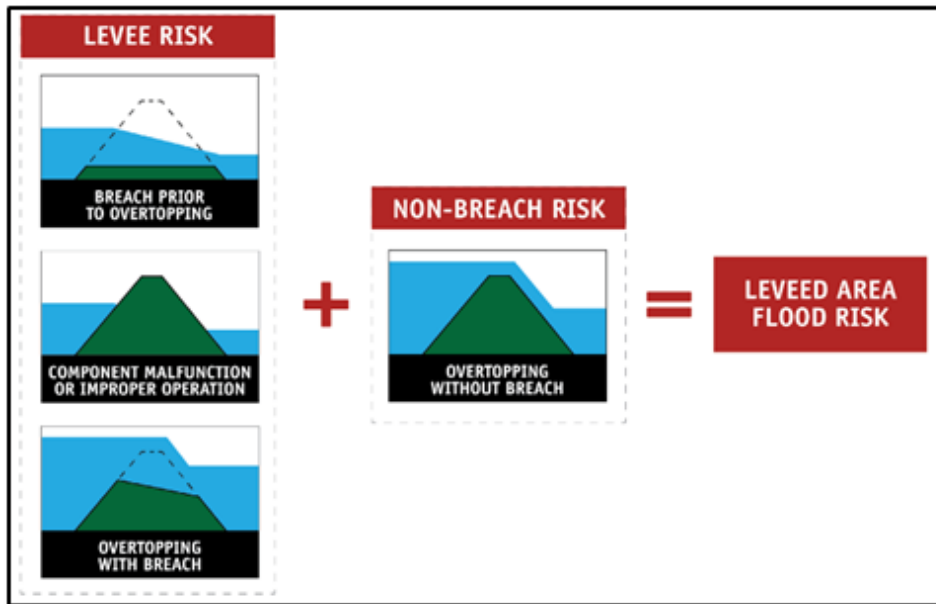 LEVEE RISK
BREACH PRIOR
TO OVERTOPPING
COMPONENT MALFUNCTION
OR IMPROPER OPERATION
OVERTOPPING
WITH BREACH
+
NON-BREACH RISK
OVERTOPPING
WITHOUT BREACH
=
LEVEED AREA
FLOOD RISK